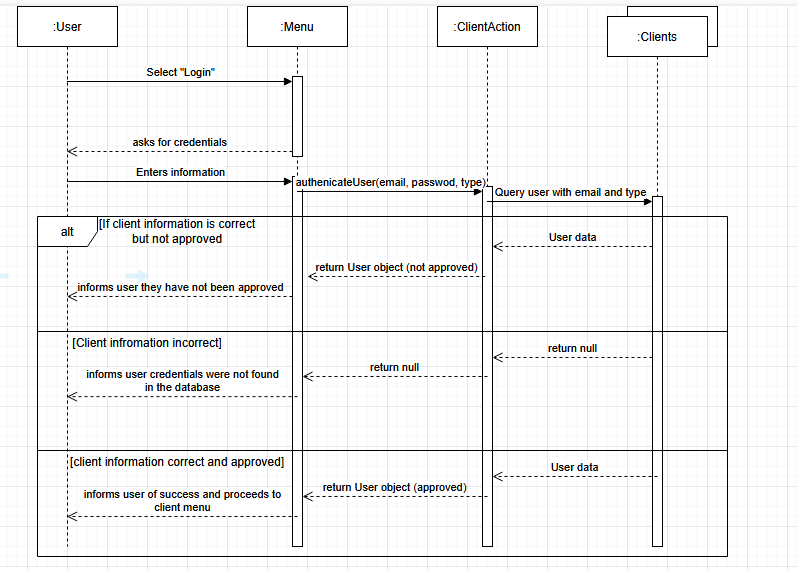 :User
:Menu
:ClientAction
:Clients
Select "Login"
asks for credentials
Enters information
authenicateUser(email, passwod, type)
Query user with email and type
alt
[If client information is correct
but not approved
User data
return User object (not approved)
informs user they have not been approved
[Client infromation incorrect]
return null
return null
informs user credentials were not found
in the database
[client information correct and approved]
User data
return User object (approved)
informs user of success and proceeds to
client menu